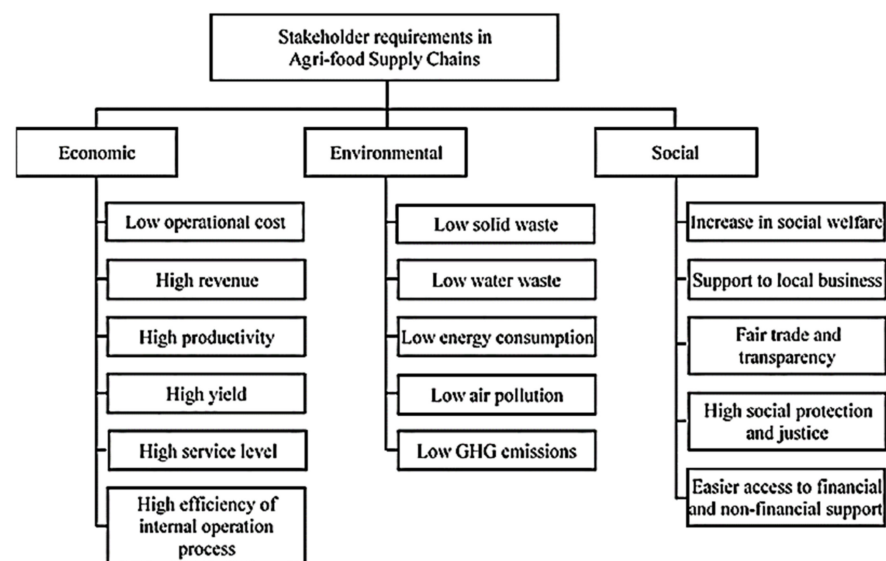 Stakeholder requirements in
Agri-food Supply Chains
Economic
Environmental
Social
Low operational cost
High revenue
High productivity
High yield
High service level
High efficiency of
internal operation
process
Low solid waste
Low water waste
Low energy consumption
Low air pollution
Low GHG emissions
Increase in social welfare
Support to local business
Fair trade and
transparency
High social protection
and justice
Easier access to financial
and non-financial support